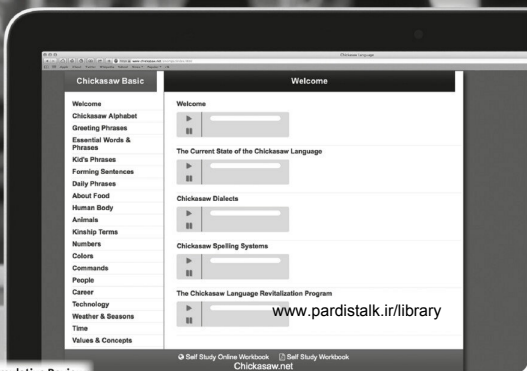 Chickasaw Language
Chickasaw Basic
Welcome
Welcome
Chickasaw Alphabet
Greeting Phrases
Essential Words &
Phrases
Kid's Phrases
Forming Sentences
Daily Phrases
About Food
Human Body
Animals
Kinship Terms
Numbers
Colors
Commands
People
Career
Technology
Weather & Seasons
Time
Values & Concepts
Welcome
The Current State of the Chickasaw Language
Chickasaw Dialects
Chickasaw Spelling Systems
The Chickasaw Language Revitalization Program
www.pardistalk.ir/library
Self Study Online Workbook Self Study Workbook
Chickasaw.net